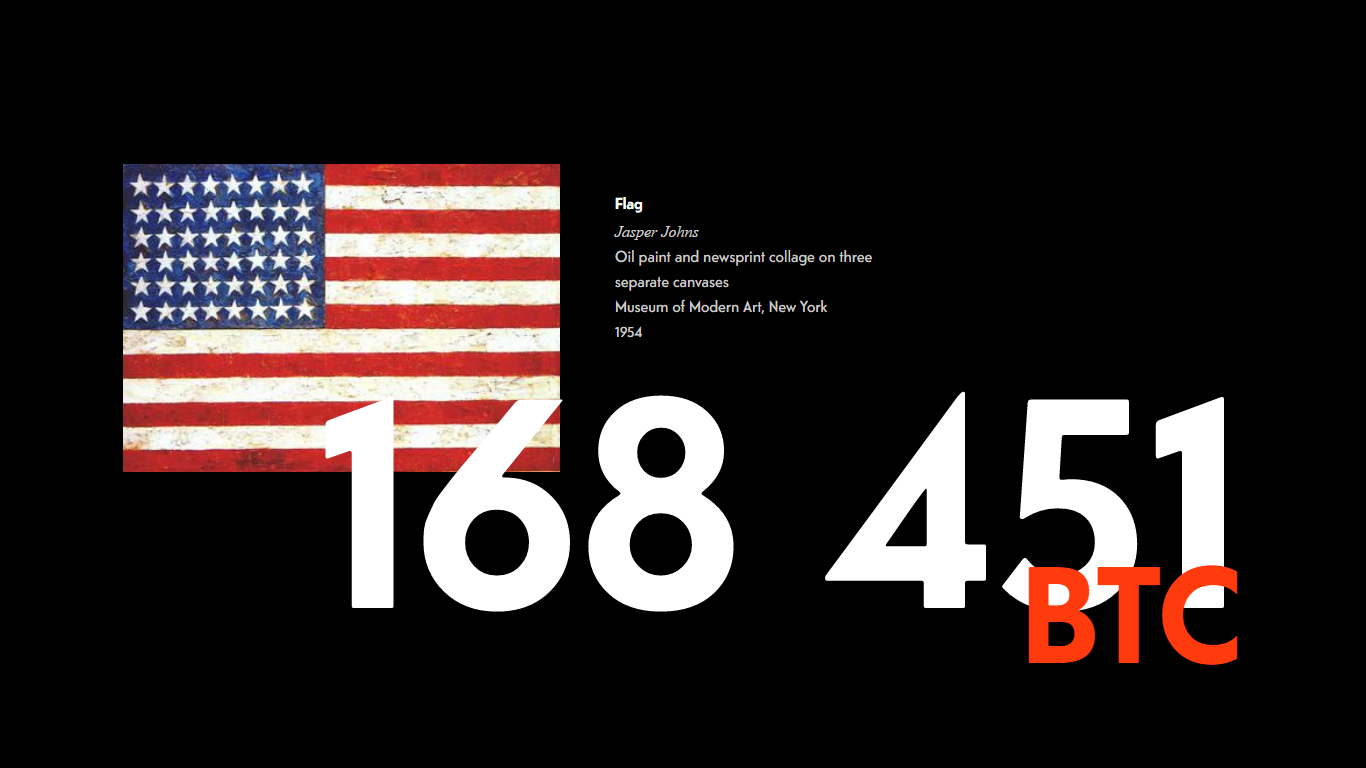 Flag
Jasper Johns
Oil paint and newsprint collage on three
separate canvases
Museum of Modern Art, New York
1954
168 451
BTC